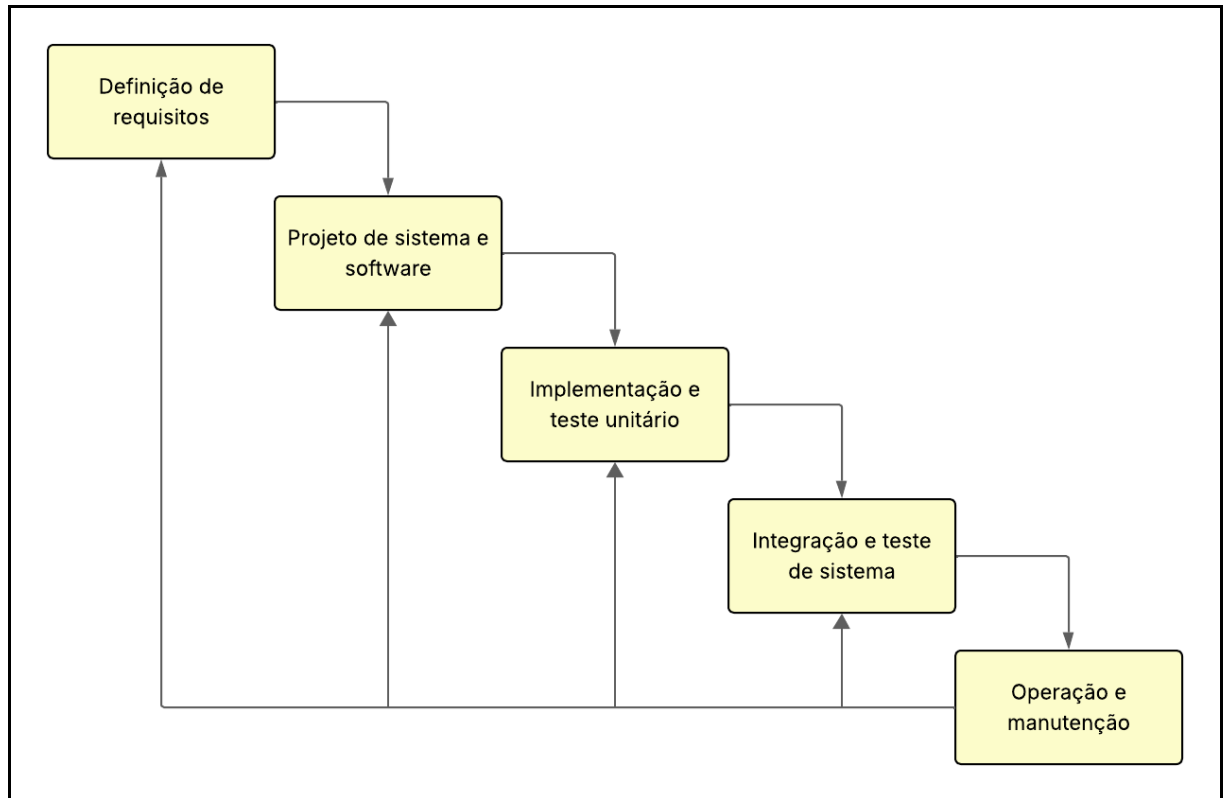 Definição de
requisitos
Projeto de sistema e
software
Implementação e
teste unitário
Integração e teste
de sistema
Operação e
manutenção